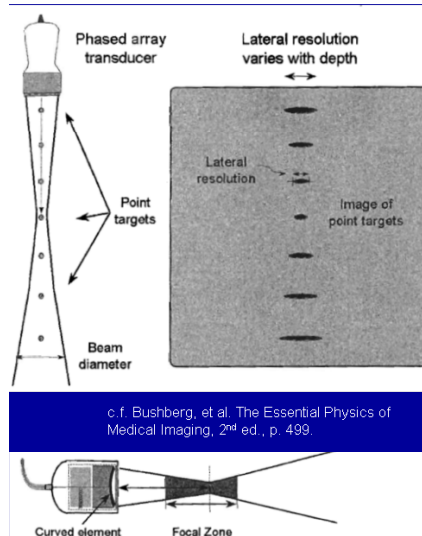 Phased array
transducer
Lateral resolution
varies with depth
Lateral
resolution
Point
targets
Image of
point targets
Beam
diameter
c.f. Bushberg, et al. The Essential Physics of
Medical Imaging, 2nd ed., p. 499.
Curved element
Focal Zone